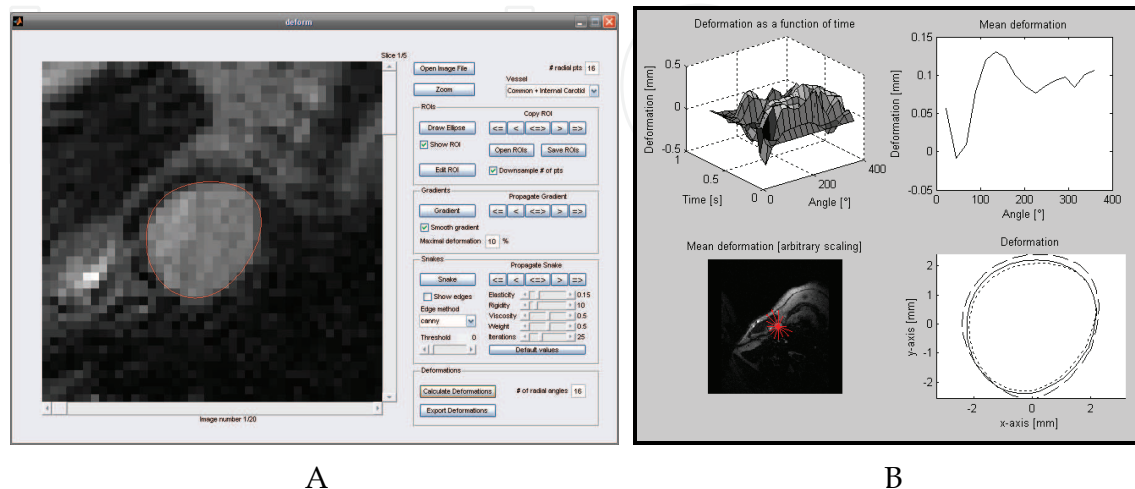 deform
Slice 1/5
Open Image File
# radial pts 16
Zoom
Vessel
Common + Internal Carotid
ROIs
Copy ROI
Draw Ellipse
<= < <=> > =>
Show ROI
Open ROIs Save ROIs
Edit ROI
Downsample # of pts
Gradients
Propagate Gradient
Gradient
<= < <=> > =>
Smooth gradient
Maximal deformation 10 %
Snakes
Propagate Snake
Snake
<= < <=> > =>
Show edges
Elasticity 0.15
Rigidity 10
Edge method
Viscosity 0.5
canny
Weight 0.5
Threshold 0
Iterations 25
Default values
Deformations
Calculate Deformations
# of radial angles 16
Export Deformations
Image number 1/20
A
Deformation as a function of time
Deformation [mm]
0.5
0
-0.5
1
0.5
0
Time [s]
0
200
400
Angle [°]
Mean deformation
0.15
0.1
0.05
0
-0.05
0 100 200 300 400
Angle [°]
Mean deformation [arbitrary scaling]
Deformation
y-axis [mm]
2
1
0
-1
-2
-2 0 2
x-axis [mm]
B